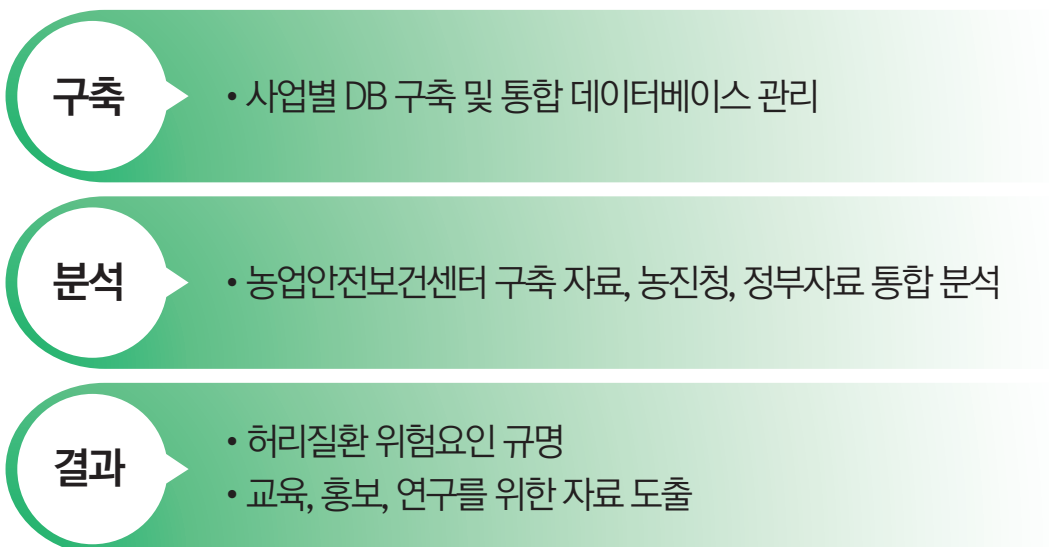 구축
• 사업별 DB 구축 및 통합 데이터베이스 관리
분석
• 농업안전보건센터 구축 자료, 농진청, 정부자료 통합 분석
결과
• 허리질환 위험요인 규명
• 교육, 홍보, 연구를 위한 자료 도출